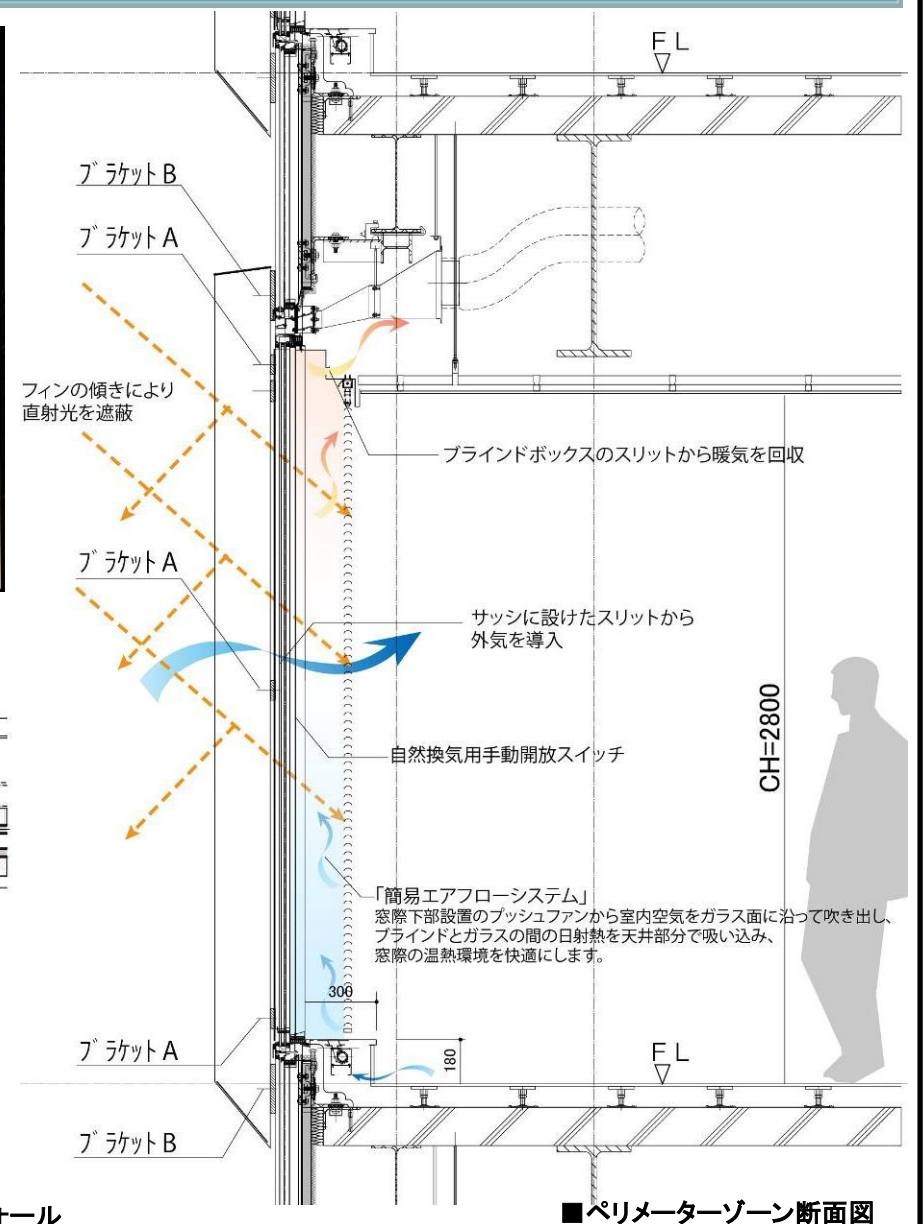 FL
ブラケットB
ブラケットA
フィンの傾きにより
直射光を遮蔽
ブラインドボックスのスリットから暖気を回収
ブラケットA
サッシに設けたスリットから
外気を導入
自然換気用手動開放スイッチ
CH=2800
「簡易エアフローシステム」
窓際下部設置のプッシュファンから室内空気をガラス面に沿って吹き出し、
ブラインドとガラスの間の日射熱を天井部分で吸い込み、
窓際の温熱環境を快適にします。
300
180
ブラケットA
FL
ブラケットB
ォール
■ペリメーターゾーン断面図